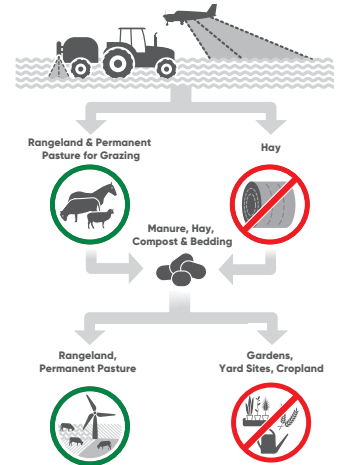 Rangeland & Permanent
Pasture for Grazing
Hay
Manure, Hay,
Compost & Bedding
Rangeland,
Permanent Pasture
Gardens,
Yard Sites, Cropland